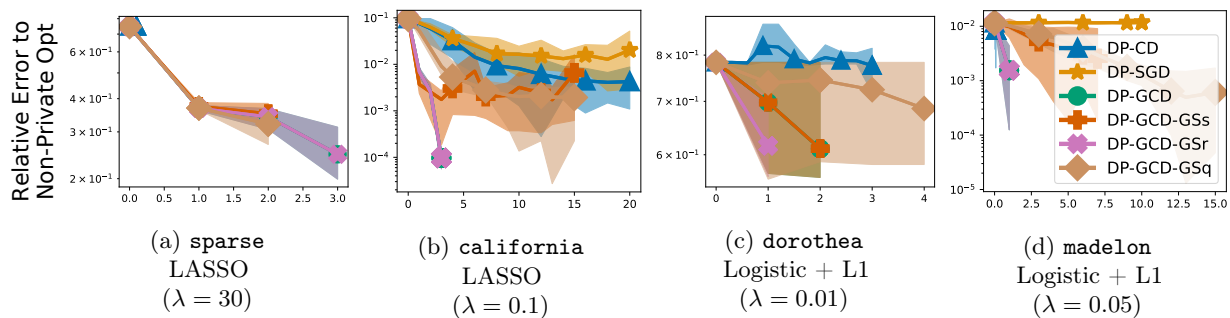 Relative Error to
Non-Private Opt
6 × 10⁻¹
4 × 10⁻¹
3 × 10⁻¹
2 × 10⁻¹
0.0 0.5 1.0 1.5 2.0 2.5 3.0
10⁻¹
10⁻²
10⁻³
10⁻⁴
0 5 10 15 20
8 × 10⁻¹
7 × 10⁻¹
6 × 10⁻¹
0 1 2 3 4
10⁻²
10⁻³
10⁻⁴
10⁻⁵
0.0 2.5 5.0 7.5 10.0 12.5 15.0
DP-CD
DP-SGD
DP-GCD
DP-GCD-GSs
DP-GCD-GSr
DP-GCD-GSq
(a) sparse
LASSO
(λ = 30)
(b) california
LASSO
(λ = 0.1)
(c) dorothea
Logistic + L1
(λ = 0.01)
(d) madelon
Logistic + L1
(λ = 0.05)